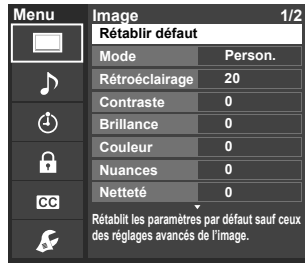 Menu
Image 1/2
Rétablir défaut
Mode Person.
Rétroéclairage 20
Contraste 0
Brillance 0
Couleur 0
Nuances 0
Netteté 0
CC
Rétablit les paramètres par défaut sauf ceux
des réglages avancés de l'image.